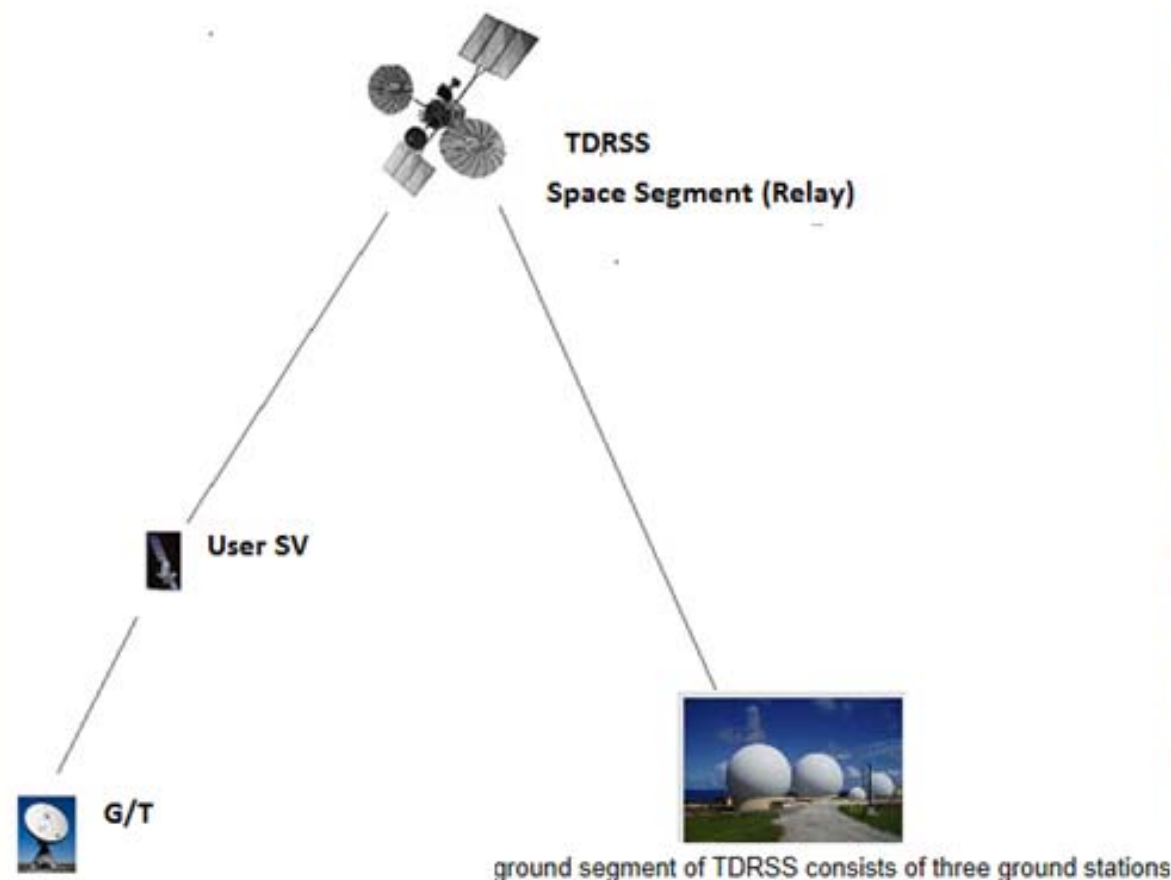 TDRSS
Space Segment (Relay)
User SV
G/T
ground segment of TDRSS consists of three ground stations